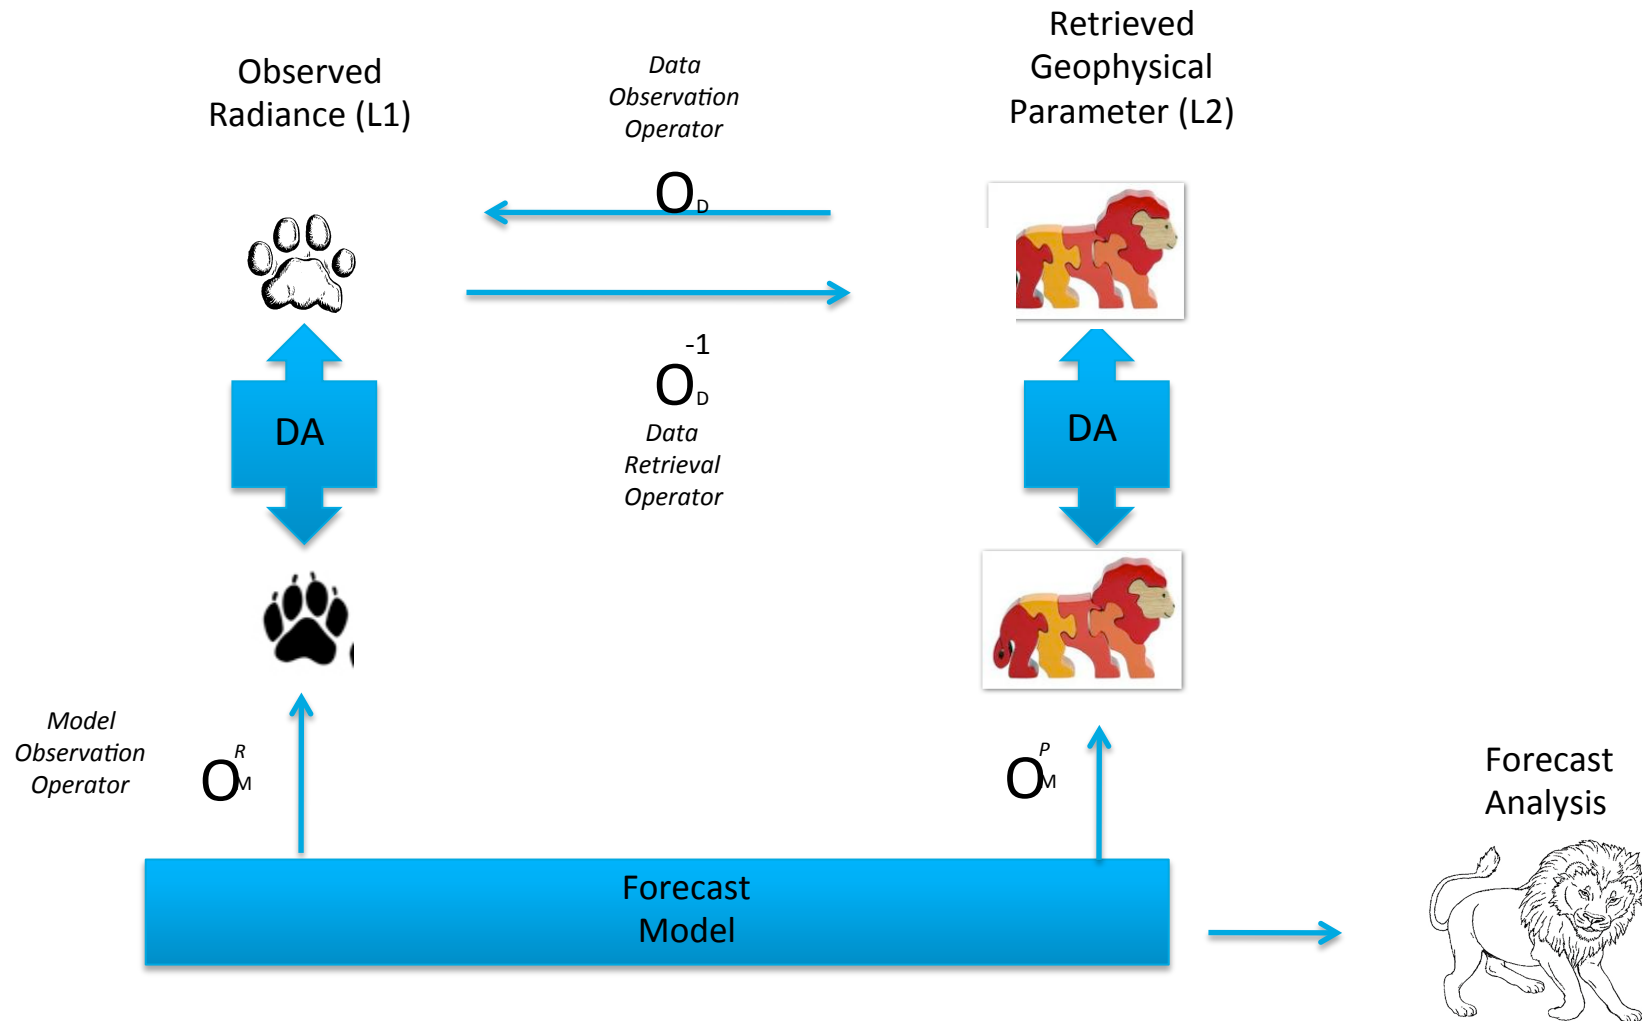 Observed
Radiance (L1)
Data
Observation
Operator
O D
Retrieved
Geophysical
Parameter (L2)
-1
O D
Data
Retrieval
Operator
DA
DA
Model
Observation
Operator
O R M
O P M
Forecast
Model
Forecast
Analysis